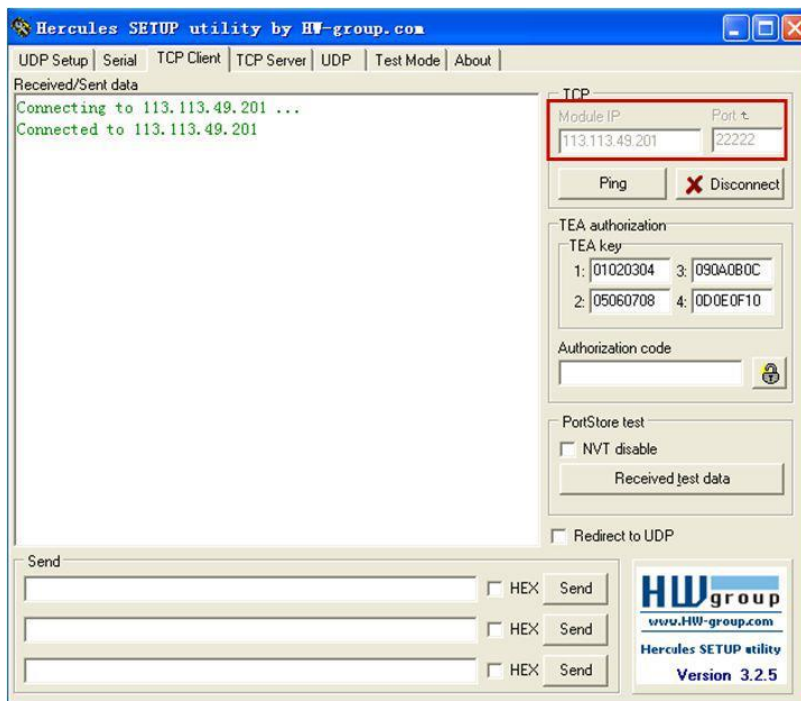 Hercules SETUP utility by HW-group.com
UDP Setup Serial TCP Client TCP Server UDP Test Mode About
Received/Sent data
Connecting to 113.113.49.201 ...
Connected to 113.113.49.201
TCP
Module IP Port
113.113.49.201 22222
Ping Disconnect
TEA authorization
TEA key
1: 01020304 3: 090A0B0C
2: 05060708 4: 0D0E0F10
Authorization code
PortStore test
NVT disable
Received test data
Redirect to UDP
Send
HEX Send
HEX Send
HEX Send
HW group
www.HW-group.com
Hercules SETUP utility
Version 3.2.5